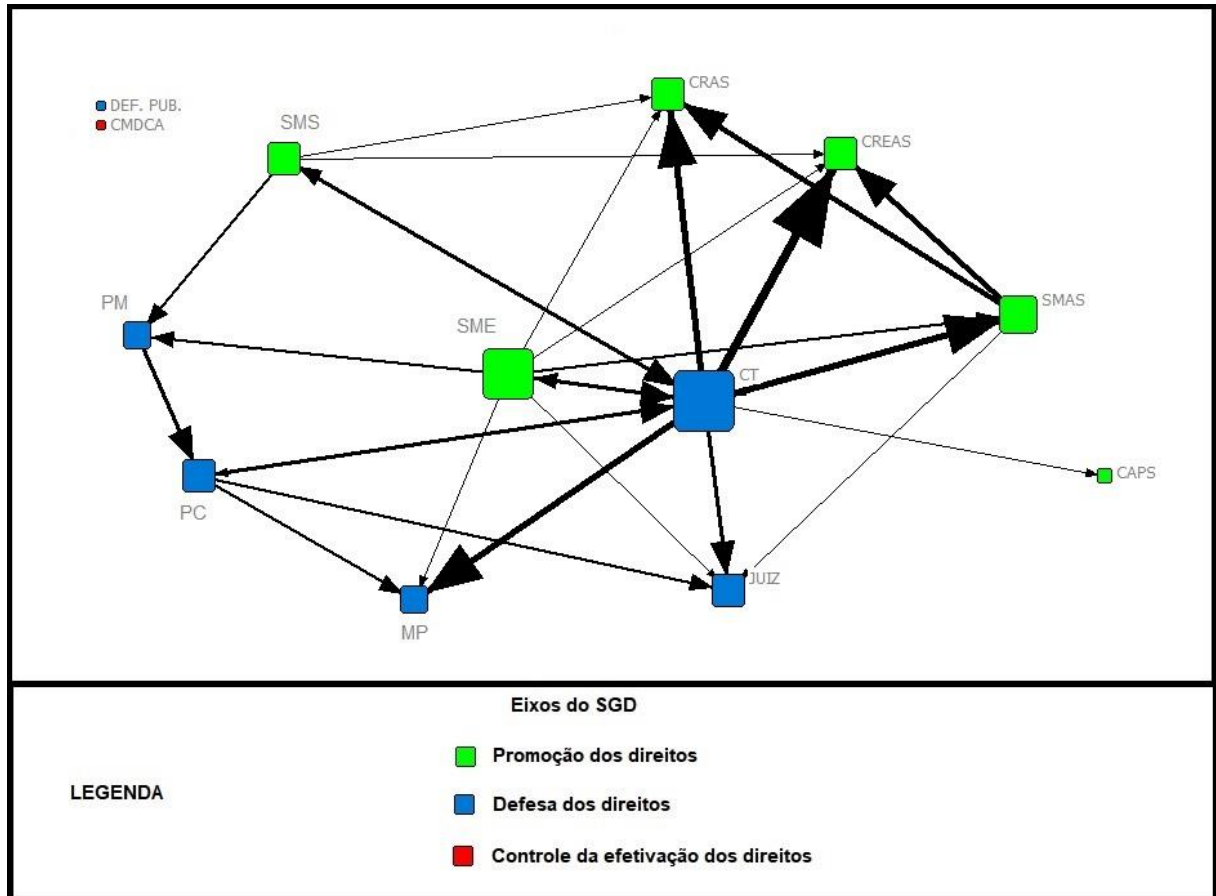 CRAS
DEF. PUB.
CMDCA
SMS
CREAS
PM
SME
SMAS
CT
CAPS
PC
JUIZ
MP
Eixos do SGD
Promoção dos direitos
LEGENDA
Defesa dos direitos
Controle da efetivação dos direitos